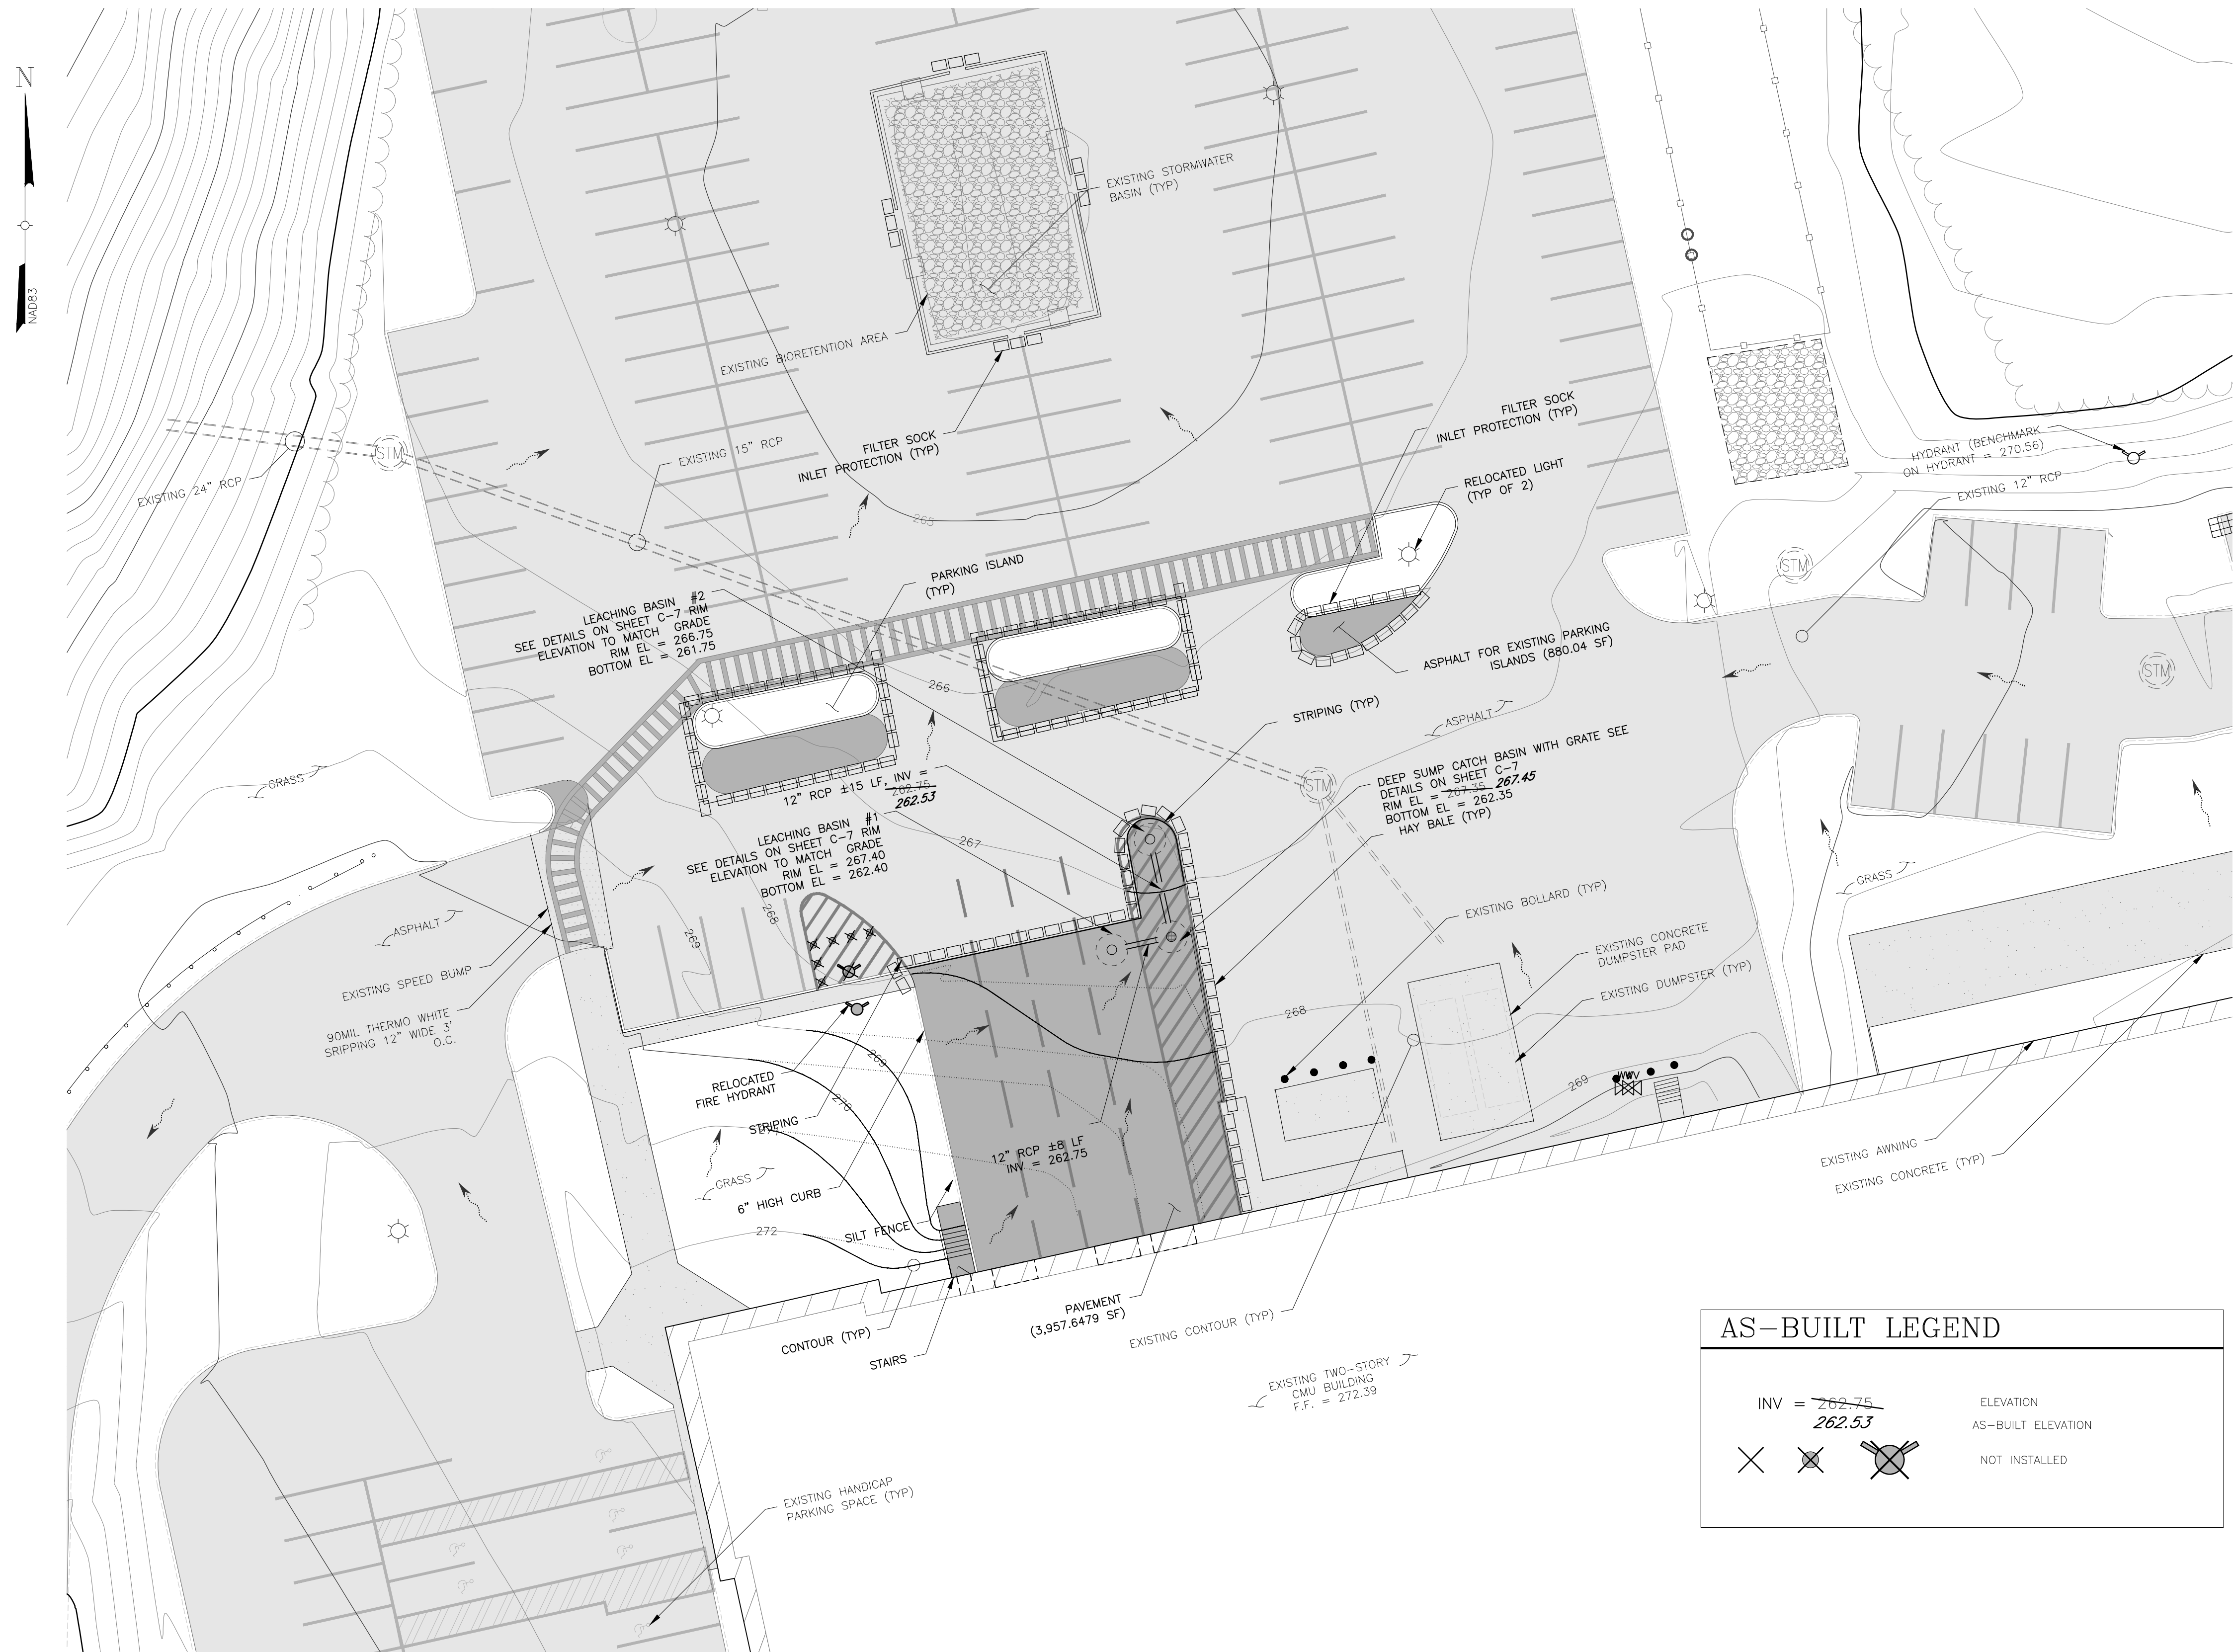 N
NAD83
EXISTING STORMWATER
BASIN (TYP)
EXISTING BIORETENTION AREA
FILTER SOCK
INLET PROTECTION (TYP)
FILTER SOCK
INLET PROTECTION (TYP)
EXISTING 15" RCP
STM
EXISTING 24" RCP
265
RELOCATED LIGHT
(TYP OF 2)
HYDRANT (BENCHMARK
ON HYDRANT = 270.56)
EXISTING 12" RCP
STM
STM
PARKING ISLAND
(TYP)
LEACHING BASIN #2
SEE DETAILS ON SHEET C-7 RIM
ELEVATION TO MATCH GRADE
RIM EL = 266.75
BOTTOM EL = 261.75
266
ASPHALT FOR EXISTING PARKING
ISLANDS (880.04 SF)
STRIPING (TYP)
ASPHALT
STM
GRASS
12" RCP ±15 LF, INV =
262.75
262.53
DEEP SUMP CATCH BASIN WITH GRATE SEE
DETAILS ON SHEET C-7
RIM EL = 267.35 267.45
BOTTOM EL = 262.35
HAY BALE (TYP)
LEACHING BASIN #1
SEE DETAILS ON SHEET C-7 RIM
ELEVATION TO MATCH GRADE
RIM EL = 267.40
BOTTOM EL = 262.40
267
268
269
ASPHALT
GRASS
EXISTING BOLLARD (TYP)
EXISTING CONCRETE
DUMPSTER PAD
EXISTING DUMPSTER (TYP)
EXISTING SPEED BUMP
90MIL THERMO WHITE
SRIPPING 12" WIDE 3'
O.C.
268
269
RELOCATED
FIRE HYDRANT
STRIPING
269
270
GRASS
6" HIGH CURB
SILT FENCE
272
12" RCP ±8 LF
INV = 262.75
EXISTING AWNING
EXISTING CONCRETE (TYP)
PAVEMENT
(3,957.6479 SF)
CONTOUR (TYP)
STAIRS
EXISTING CONTOUR (TYP)
EXISTING TWO-STORY
CMU BUILDING
F.F. = 272.39
EXISTING HANDICAP
PARKING SPACE (TYP)
AS-BUILT LEGEND
INV = 262.75 ELEVATION
262.53 AS-BUILT ELEVATION
NOT INSTALLED